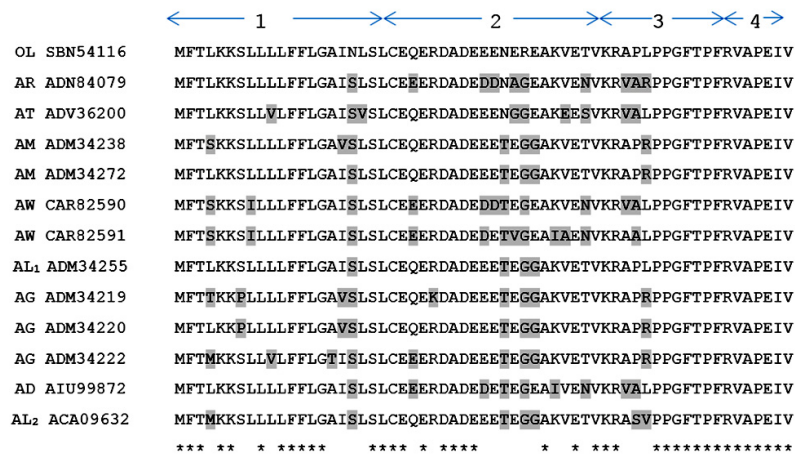 1 2 3 4
OL SBN54116 MFTLKKSLLLLFFLGAINLSLCEQERDADEEENEREAKVETVKRAPLPPGFTPFRVAPEIV
AR ADN84079 MFTLKKSLLLLFFLGAISLSLCEEERDADEDDNAGEAKVENVKRVARPPGFTPFRVAPEIV
AT ADV36200 MFTLKKSLLVLFFLGAISVSLCEQERDADEEENGGEAKEESVKRVALPPGFTPFRVAPEIV
AM ADM34238 MFTSKKSLLLLFFLGAVSLSLCEQERDADEEETEGGAKVETVKRAPRPPGFTPFRVAPEIV
AM ADM34272 MFTLKKSLLLLFFLGAISLSLCEQERDADEEETEGGAKVETVKRAPRPPGFTPFRVAPEIV
AW CAR82590 MFTSKKSILLLFFLGAISLSLCEEERDADEDDTEGEAKVENVKRVALPPGFTPFRVAPEIV
AW CAR82591 MFTSKKSILLLFFLGAISLSLCEEERDADEDETVGEAIAENVKRAALPPGFTPFRVAPEIV
AL1 ADM34255 MFTLKKSLLLLFFLGAISLSLCEQERDADEEETEGGAKVETVKRAPLPPGFTPFRVAPEIV
AG ADM34219 MFTTKKPLLLLFFLGAVSLSLCEQEKDADEEETEGGAKVETVKRAPRPPGFTPFRVAPEIV
AG ADM34220 MFTLKKPLLLLFFLGAVSLSLCEQERDADEEETEGGAKVETVKRAPRPPGFTPFRVAPEIV
AG ADM34222 MFTMKKSLLVLFFLGTISLSLCEEERDADEEETEGGAKVETVKRAPRPPGFTPFRVAPEIV
AD AIU99872 MFTLKKSLLLLFFLGAISLSLCEEERDADEDETEGEAIVENVKRVALPPGFTPFRVAPEIV
AL2 ACA09632 MFTMKKSLLLLFFLGAISLSLCEQERDADEEETEGGAKVETVKRASVPPGFTPFRVAPEIV
*** ** * ***** **** * **** * * *** **************